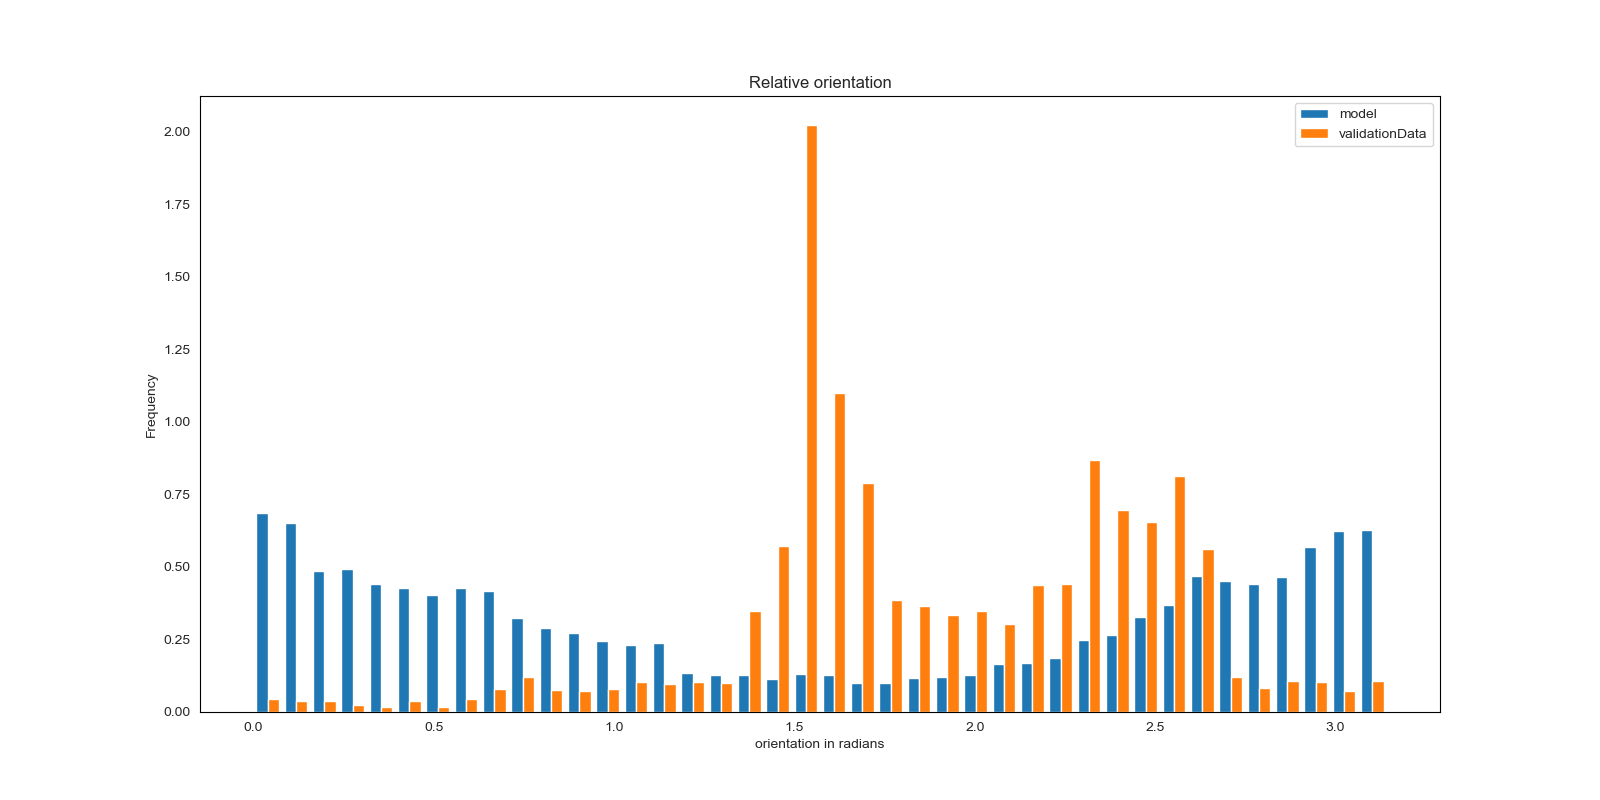 Relative orientation
model
validationData
Frequency
2.00
1.75
1.50
1.25
1.00
0.75
0.50
0.25
0.00
0.0 0.5 1.0 1.5 2.0 2.5 3.0
orientation in radians